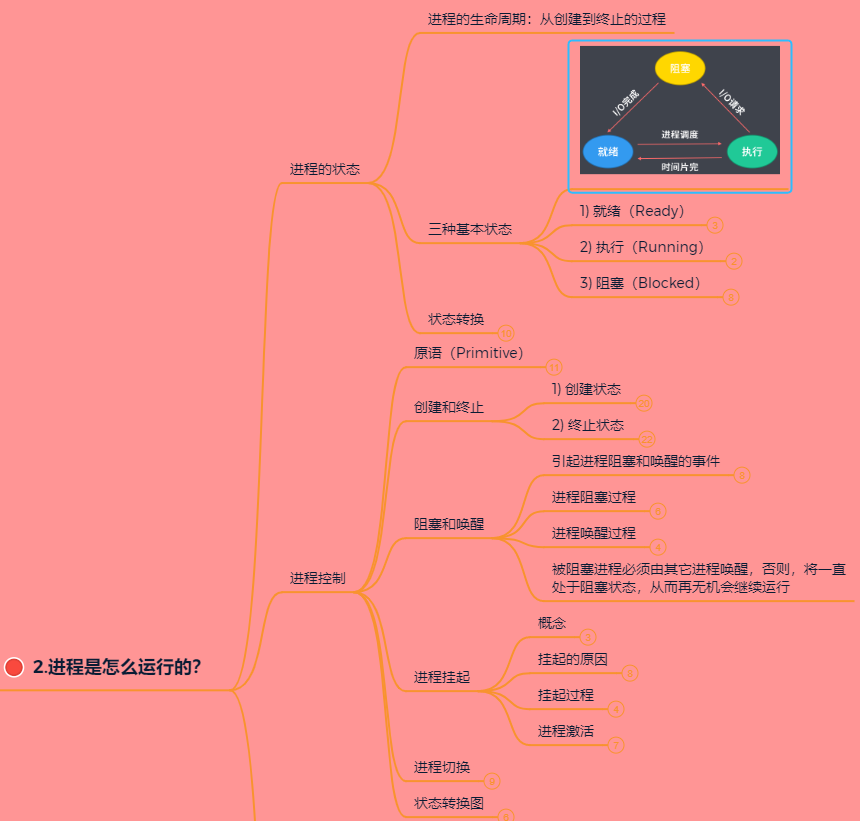 进程的生命周期：从创建到终止的过程
阻塞
I/O完成
I/O请求
进程调度
就绪
执行
时间片完
进程的状态
1) 就绪（Ready）
三种基本状态
2) 执行（Running）
2
3) 阻塞（Blocked）
状态转换
10
原语（Primitive）
11
1) 创建状态
20
创建和终止
2) 终止状态
22
引起进程阻塞和唤醒的事件
进程阻塞过程
阻塞和唤醒
进程唤醒过程
4
被阻塞进程必须由其它进程唤醒，否则，将一直
处于阻塞状态，从而再无机会继续运行
进程控制
概念
挂起的原因
2.进程是怎么运行的？
进程挂起
挂起过程
4
进程激活
7
进程切换
9
状态转换图